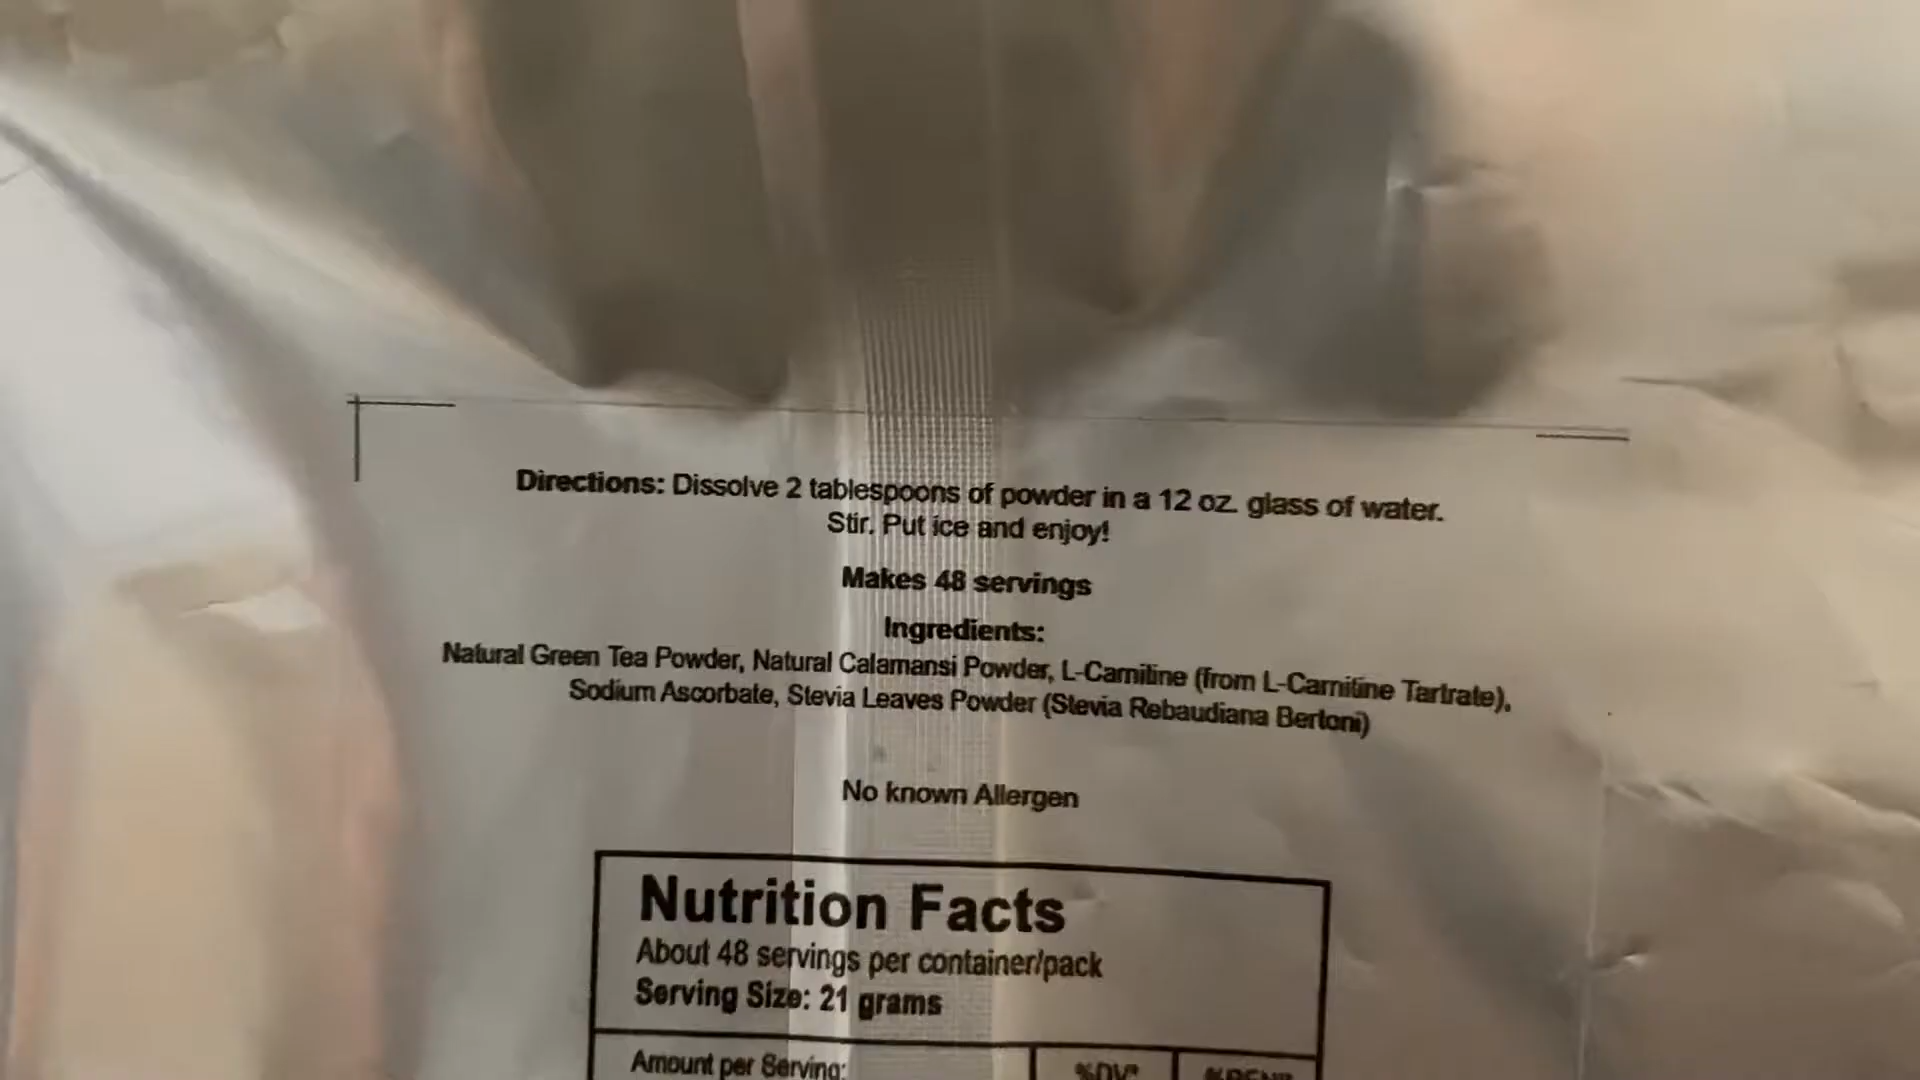 Directions: Dissolve 2 tablespoons of powder in a 12 oz. glass of water.
Stir. Put ice and enjoy!
Makes 48 servings
Ingredients:
Natural Green Tea Powder, Natural Calamansi Powder, L-Carnitine (from L-Carnitine Tartrate),
Sodium Ascorbate, Stevia Leaves Powder (Stevia Rebaudiana Bertoni)
No known Allergen
Nutrition Facts
About 48 servings per container/pack
Serving Size: 21 grams
Amount per Serving:
%DV*